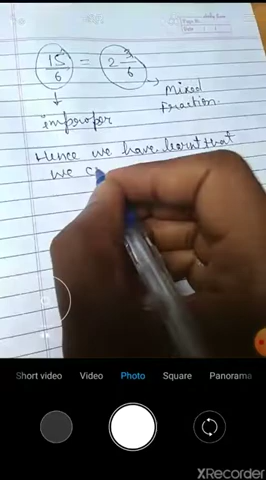 15/6 = 2 3/6
improper
Mixed
Fraction.
Hence we have learnt that
we c
Short video Video Photo Square Panorama
XRecorder